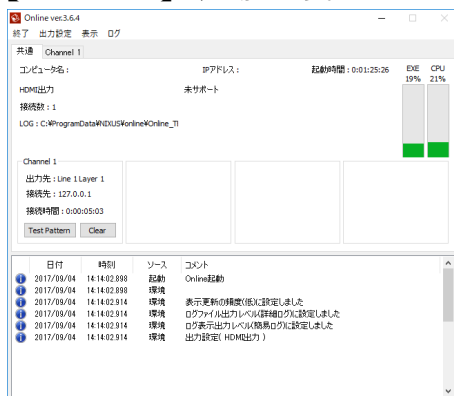 Online ver.3.6.4
終了 出力設定 表示 ログ
共通 Channel 1
コンピュータ名： IPアドレス： 起動時間：0:01:25:26 EXE CPU
19% 21%
HDMI出力 未サポート
接続数：1
LOG : C:¥ProgramData¥NIXUS¥online¥Online_TI
Channel 1
出力先：Line 1 Layer 1
接続先：127.0.0.1
接続時間：0:00:05:03
Test Pattern Clear
日付 時刻 ソース コメント
2017/09/04 14:14:02.898 起動 Online起動
2017/09/04 14:14:02.898 環境
2017/09/04 14:14:02.914 環境 表示更新の頻度(低)に設定しました
2017/09/04 14:14:02.914 環境 ログファイル出力レベル(詳細ログ)に設定しました
2017/09/04 14:14:02.914 環境 ログ表示出力レベル(簡易ログ)に設定しました
2017/09/04 14:14:02.914 環境 出力設定( HDMI出力 )